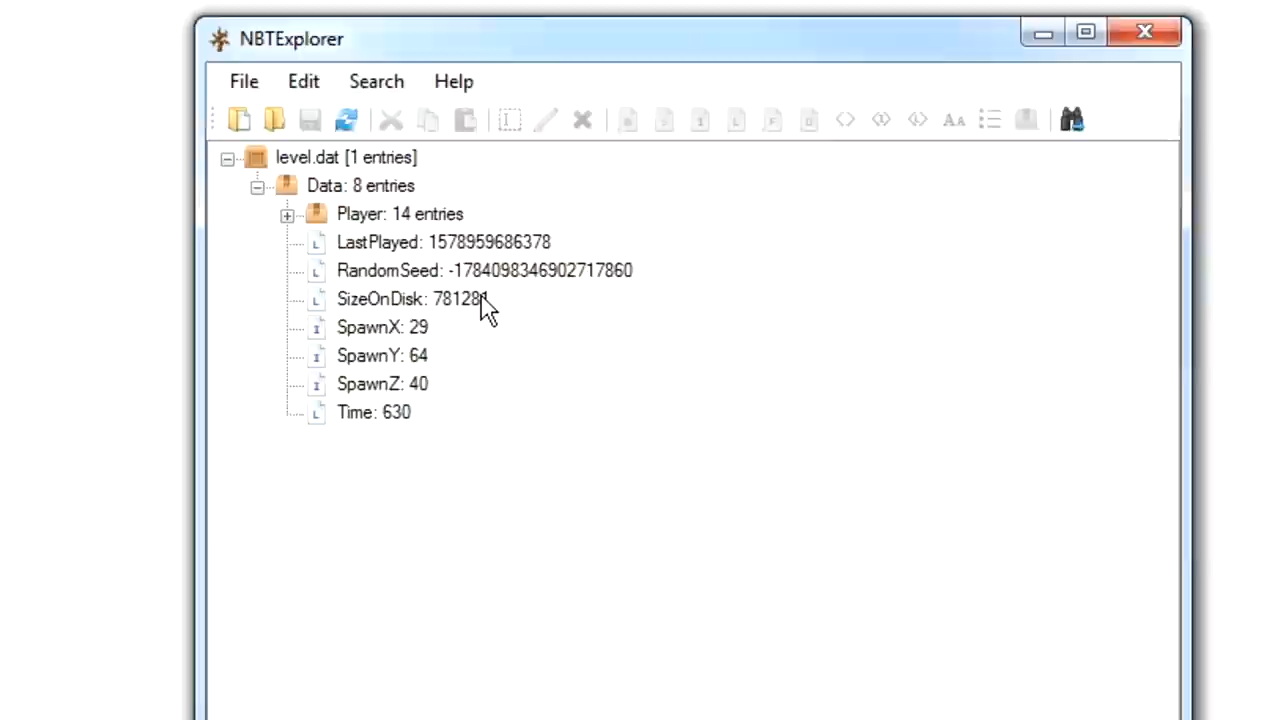 NBTExplorer
File Edit Search Help
level.dat [1 entries]
Data: 8 entries
Player: 14 entries
LastPlayed: 1578959686378
RandomSeed: -1784098346902717860
SizeOnDisk:
SpawnX: 29
SpawnY: 64
SpawnZ: 40
Time: 630